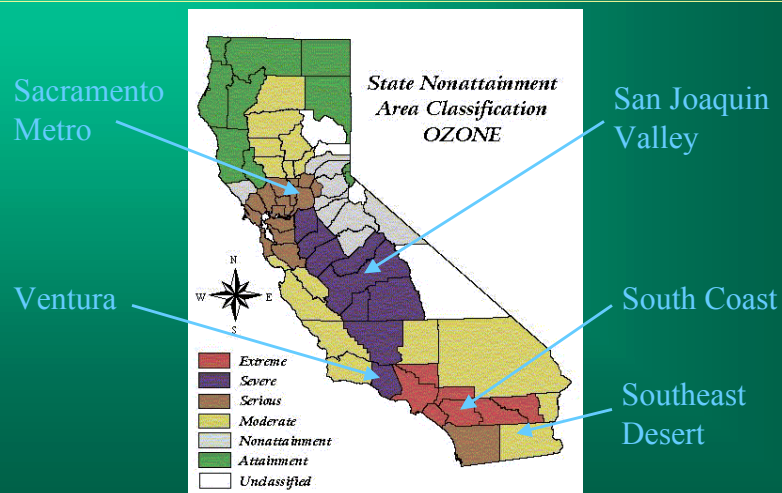 State Nonattainment
Area Classification
OZONE
Sacramento
Metro
San Joaquin
Valley
Ventura
South Coast
Southeast
Desert
N
W
E
S
Extreme
Severe
Serious
Moderate
Nonattainment
Attainment
Unclassified